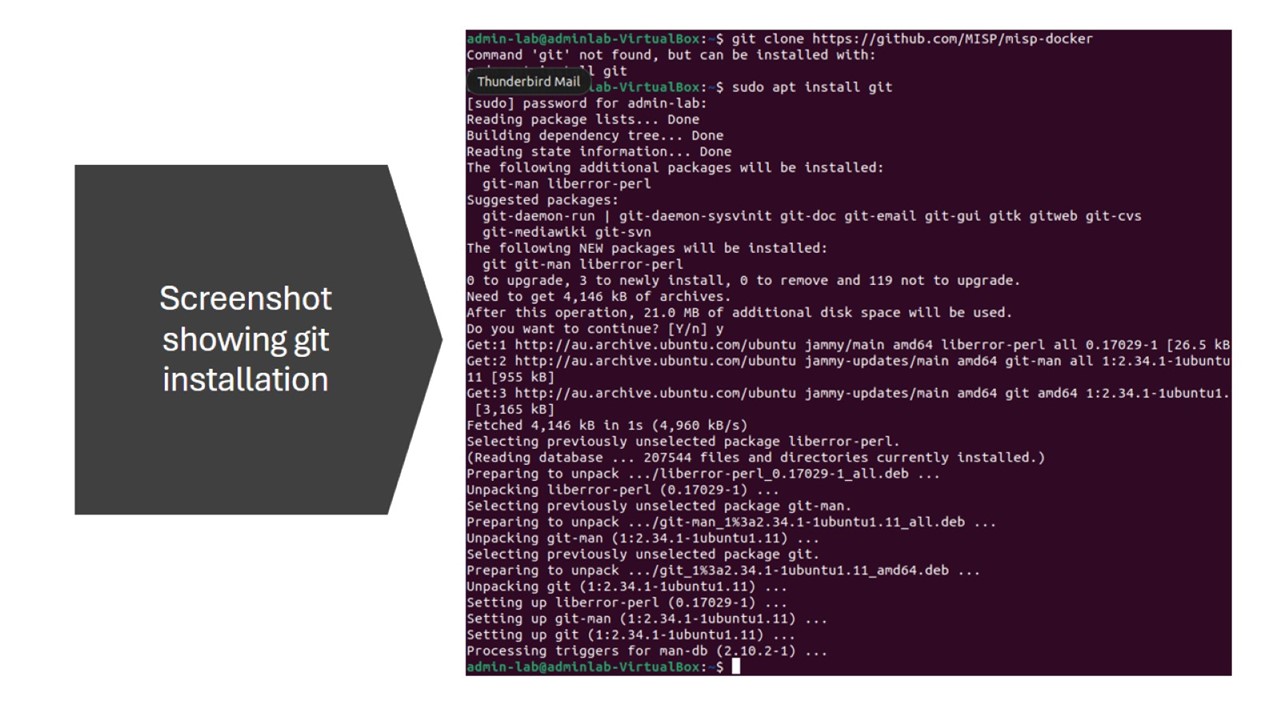 Screenshot
showing git
installation
admin-lab@adminlab-VirtualBox:~$ git clone https://github.com/MISP/misp-docker
Command 'git' not found, but can be installed with:
l git
Thunderbird Mail
lab-VirtualBox:~$ sudo apt install git
[sudo] password for admin-lab:
Reading package lists... Done
Building dependency tree... Done
Reading state information... Done
The following additional packages will be installed:
git-man liberror-perl
Suggested packages:
git-daemon-run | git-daemon-sysvinit git-doc git-email git-gui gitk gitweb git-cvs
git-mediawiki git-svn
The following NEW packages will be installed:
git git-man liberror-perl
0 to upgrade, 3 to newly install, 0 to remove and 119 not to upgrade.
Need to get 4,146 kB of archives.
After this operation, 21.0 MB of additional disk space will be used.
Do you want to continue? [Y/n] y
Get:1 http://au.archive.ubuntu.com/ubuntu jammy/main amd64 liberror-perl all 0.17029-1 [26.5 kB
Get:2 http://au.archive.ubuntu.com/ubuntu jammy-updates/main amd64 git-man all 1:2.34.1-1ubuntu
11 [955 kB]
Get:3 http://au.archive.ubuntu.com/ubuntu jammy-updates/main amd64 git amd64 1:2.34.1-1ubuntu1.
[3,165 kB]
Fetched 4,146 kB in 1s (4,960 kB/s)
Selecting previously unselected package liberror-perl.
(Reading database ... 207544 files and directories currently installed.)
Preparing to unpack .../liberror-perl_0.17029-1_all.deb ...
Unpacking liberror-perl (0.17029-1) ...
Selecting previously unselected package git-man.
Preparing to unpack .../git-man_1%3a2.34.1-1ubuntu1.11_all.deb ...
Unpacking git-man (1:2.34.1-1ubuntu1.11) ...
Selecting previously unselected package git.
Preparing to unpack .../git_1%3a2.34.1-1ubuntu1.11_amd64.deb ...
Unpacking git (1:2.34.1-1ubuntu1.11) ...
Setting up liberror-perl (0.17029-1) ...
Setting up git-man (1:2.34.1-1ubuntu1.11) ...
Setting up git (1:2.34.1-1ubuntu1.11) ...
Processing triggers for man-db (2.10.2-1) ...
admin-lab@adminlab-VirtualBox:~$